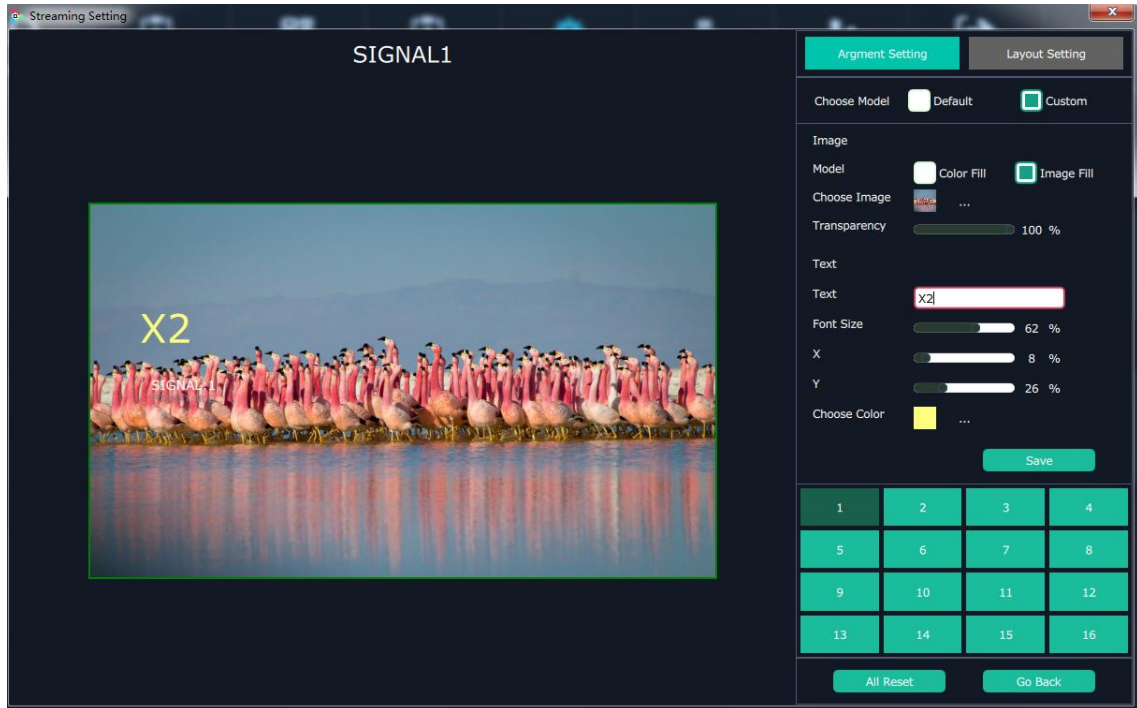 Streaming Setting
SIGNAL1
X2
SIGNAL 1
Argment Setting
Layout Setting
Choose Model
Default
Custom
Image
Model
Color Fill
Image Fill
Choose Image
...
Transparency
100 %
Text
Text
X2
Font Size
62 %
X
8 %
Y
26 %
Choose Color
...
Save
1 2 3 4
5 6 7 8
9 10 11 12
13 14 15 16
All Reset
Go Back